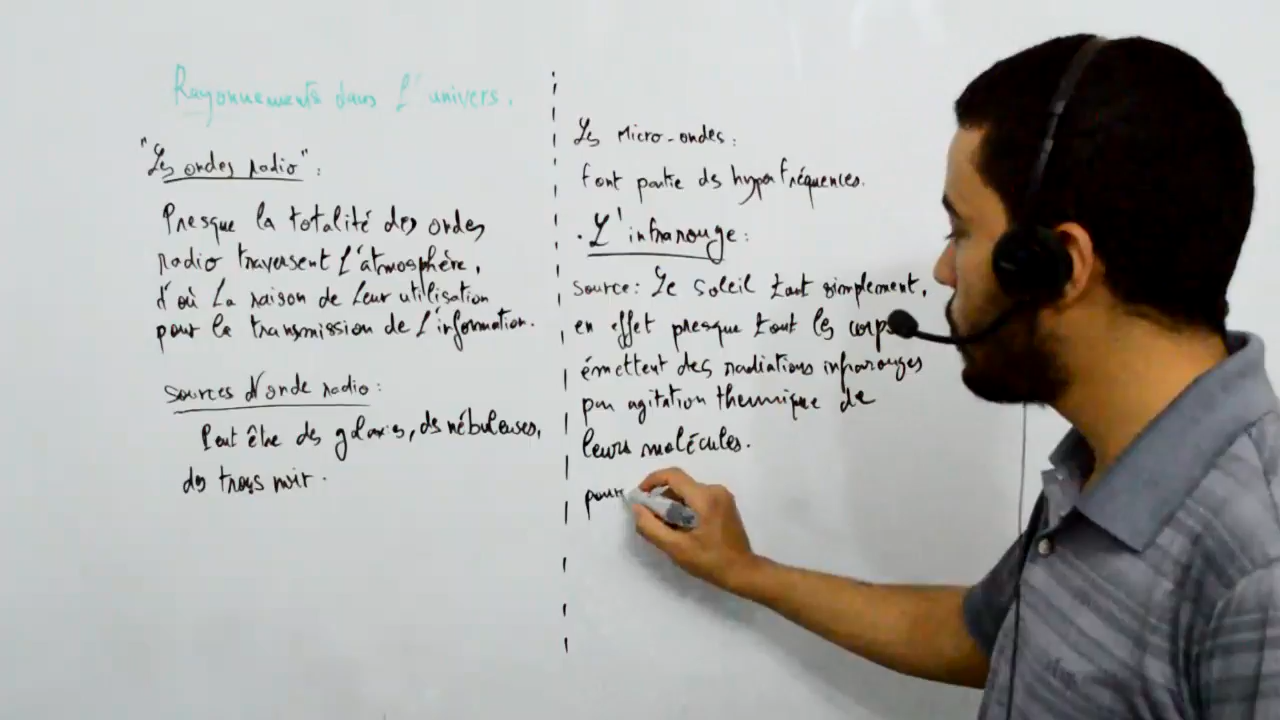 Rayonnements dans l'univers.
"Les ondes radio" :
Presque la totalité des ondes
radio traversent l'atmosphère,
d'où la raison de leur utilisation
pour la transmission de l'information.
sources d'onde radio :
Peut être des galaxies, des nébuleuses,
des trous noir.
Les Micro-ondes :
font partie des hyperfréquences.
. L'infrarouge :
source : Le soleil tout simplement,
en effet presque tout les corps
émettent des radiations infrarouges
par agitation thermique de
leurs molécules.
pour